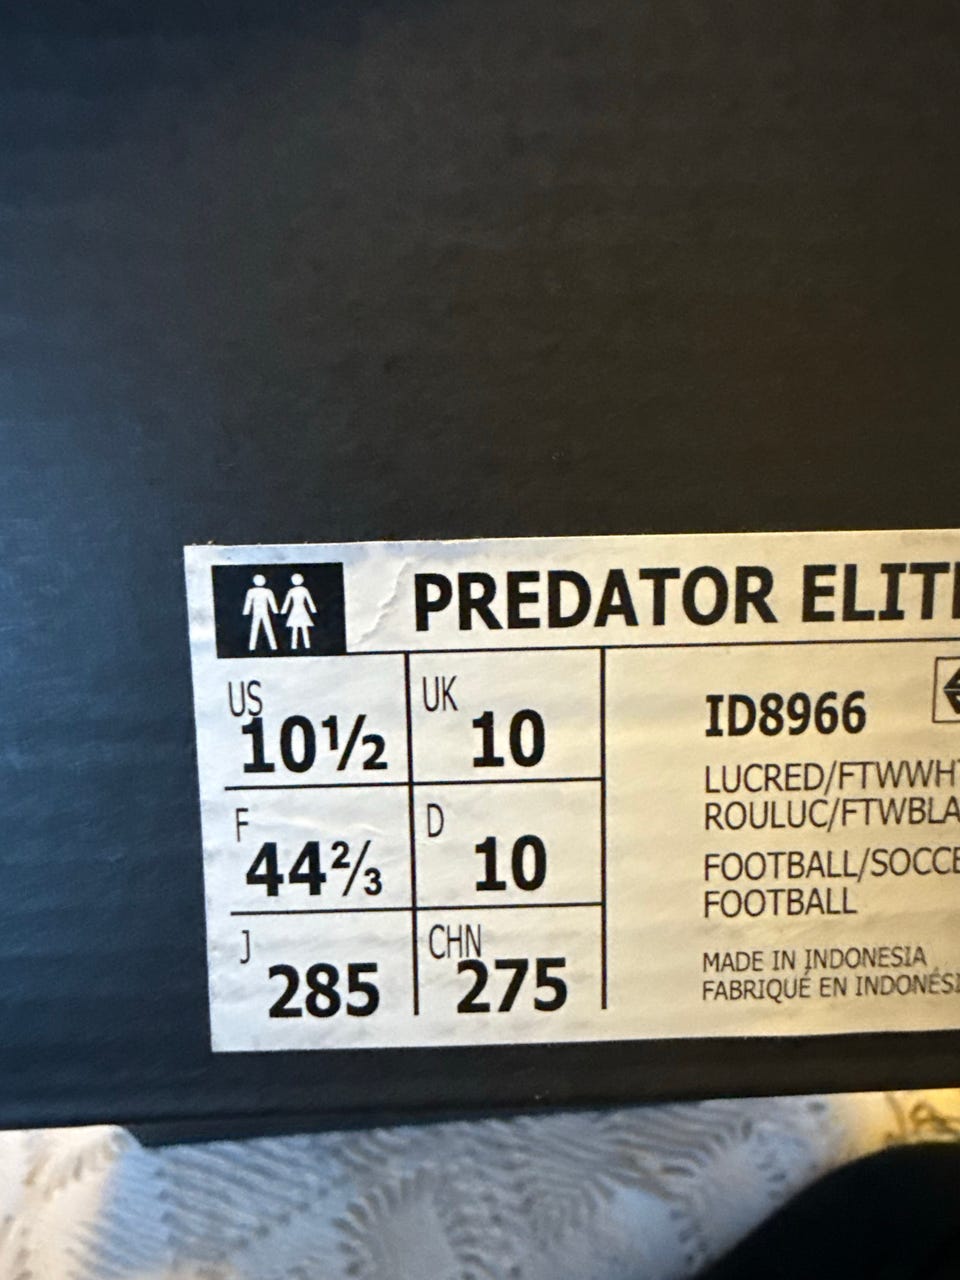 PREDATOR ELIT
US
10½
UK
10
F
44⅔
D
10
J
285
CHN
275
ID8966
LUCRED/FTWWH
ROULUC/FTWBLA
FOOTBALL/SOCCE
FOOTBALL
MADE IN INDONESIA
FABRIQUÉ EN INDONÉSI